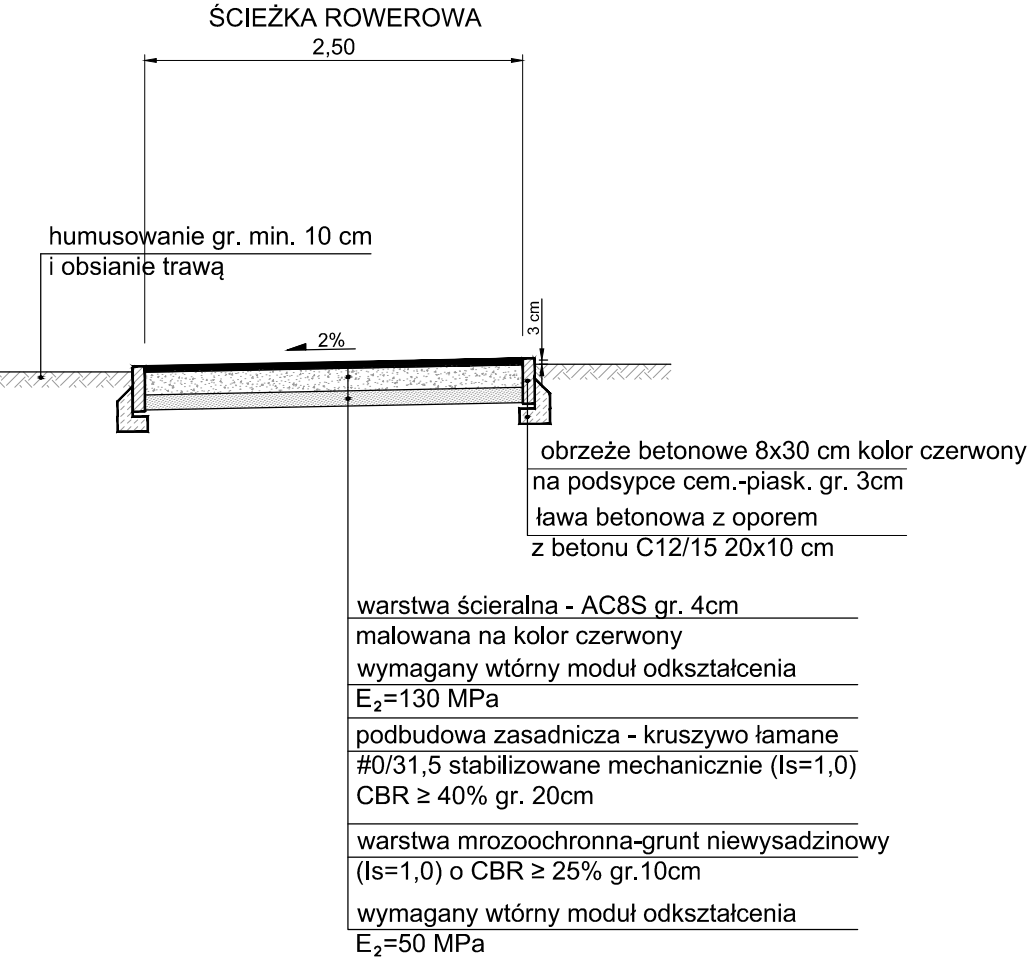 ŚCIEŻKA ROWEROWA
2,50
humusowanie gr. min. 10 cm
i obsianie trawą
3 cm
2%
obrzeże betonowe 8x30 cm kolor czerwony
na podsypce cem.-piask. gr. 3cm
ława betonowa z oporem
z betonu C12/15 20x10 cm
warstwa ścieralna - AC8S gr. 4cm
malowana na kolor czerwony
wymagany wtórny moduł odkształcenia
E₂=130 MPa
podbudowa zasadnicza - kruszywo łamane
#0/31,5 stabilizowane mechanicznie (Is=1,0)
CBR ≥ 40% gr. 20cm
warstwa mrozoochronna-grunt niewysadzinowy
(Is=1,0) o CBR ≥ 25% gr.10cm
wymagany wtórny moduł odkształcenia
E₂=50 MPa